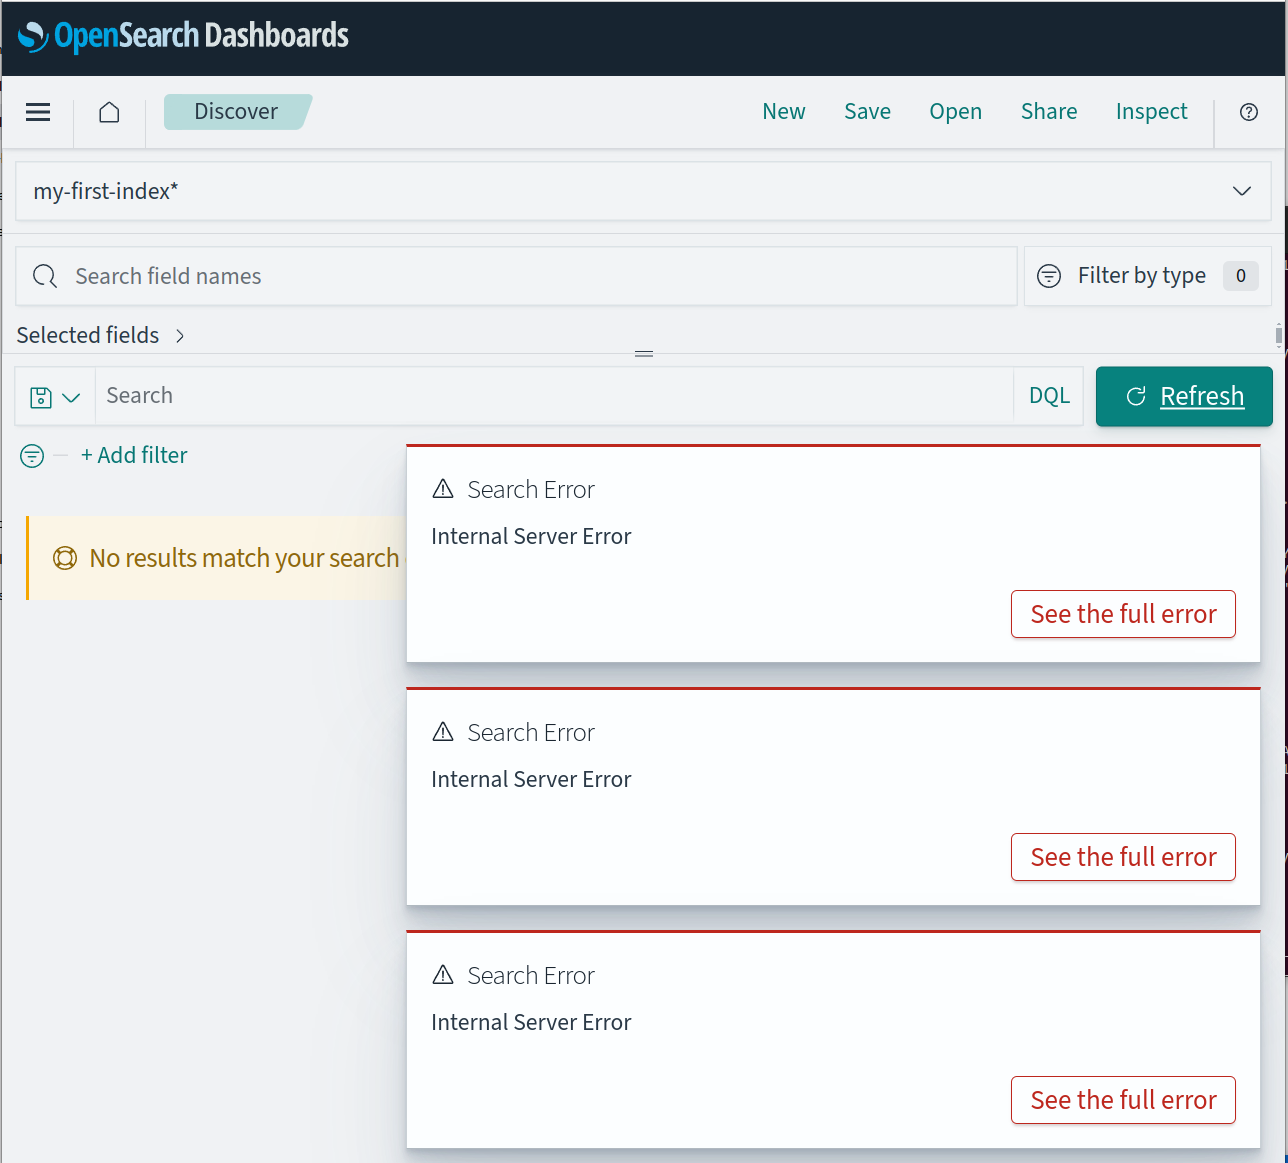 OpenSearch Dashboards
Discover
New Save Open Share Inspect
my-first-index*
Search field names
Filter by type 0
Selected fields
Search
DQL
Refresh
+ Add filter
No results match your search
Search Error
Internal Server Error
See the full error
Search Error
Internal Server Error
See the full error
Search Error
Internal Server Error
See the full error